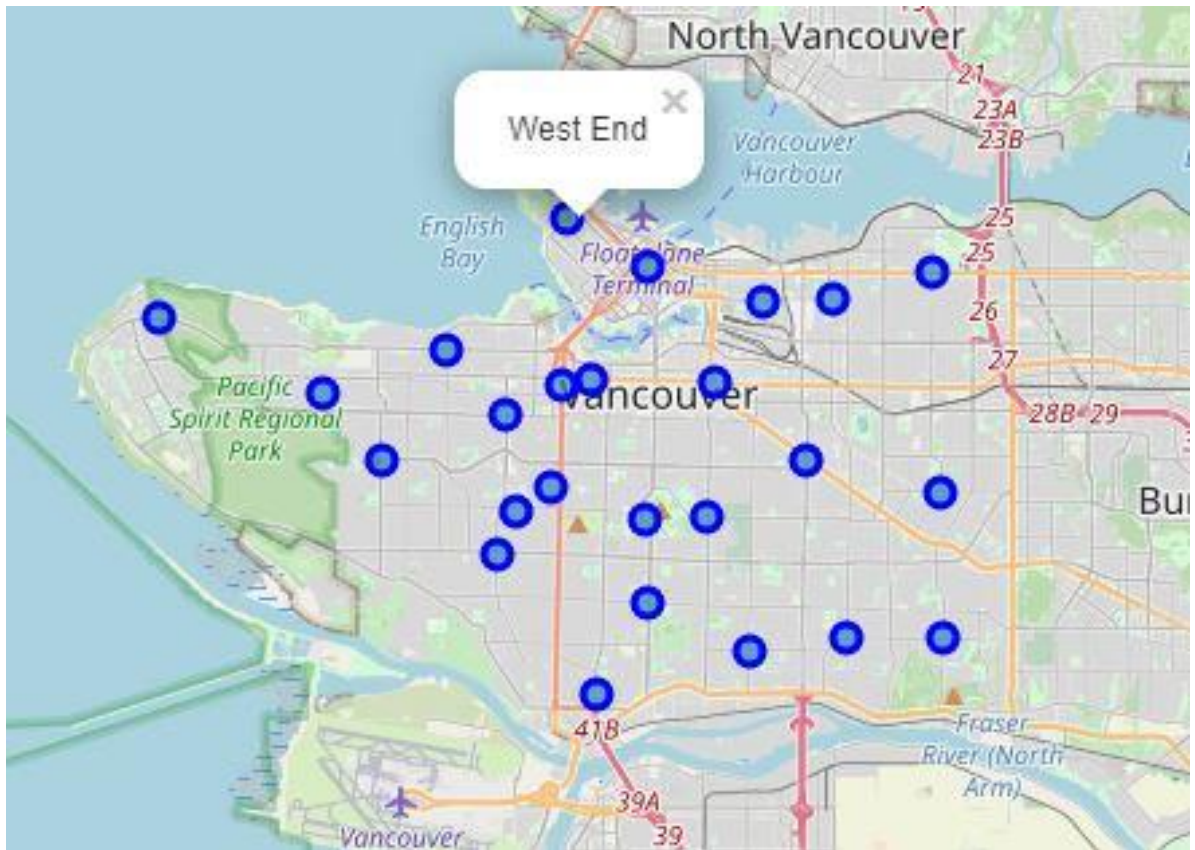 North Vancouver
21
23A
23B
×
West End
Vancouver
Harbour
25
English
Bay
Floatplane
Terminal
25
26
27
Pacific
Spirit Regional
Park
Vancouver
28B
29
41B
Fraser
River (North
Arm)
39A
39
Vancouver